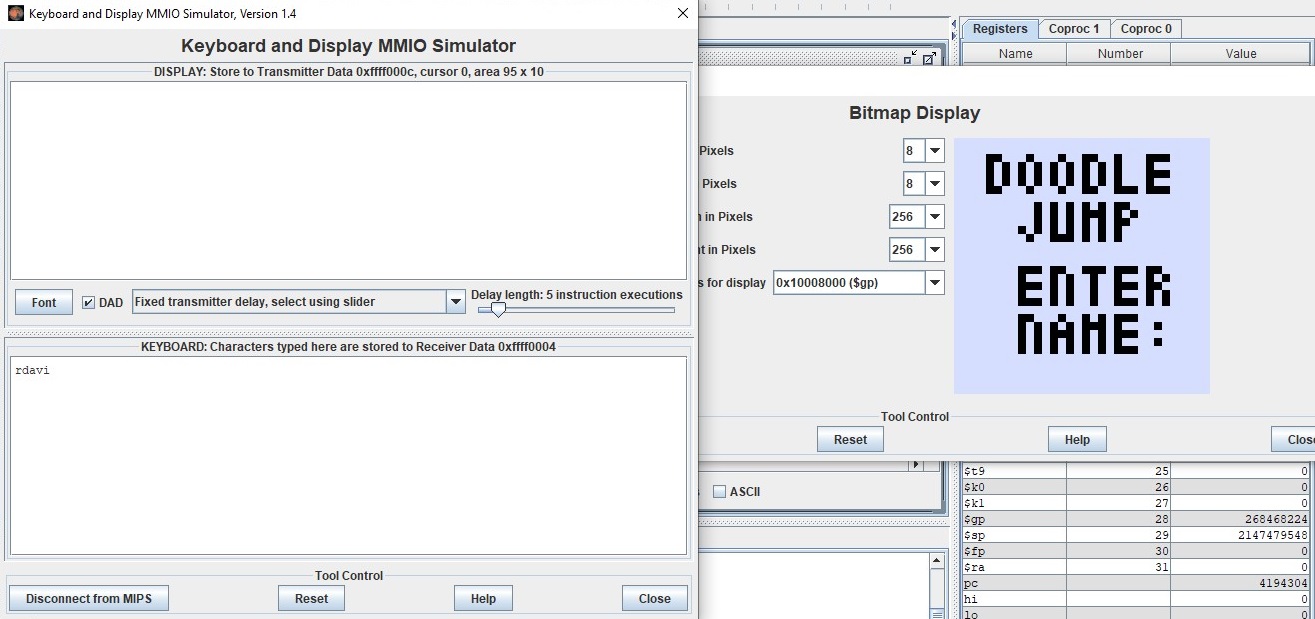 Keyboard and Display MMIO Simulator, Version 1.4
Keyboard and Display MMIO Simulator
DISPLAY: Store to Transmitter Data 0xffff000c, cursor 0, area 95 x 10
Font
DAD
Fixed transmitter delay, select using slider
Delay length: 5 instruction executions
KEYBOARD: Characters typed here are stored to Receiver Data 0xffff0004
rdavi
Tool Control
Disconnect from MIPS
Reset
Help
Close
Registers
Coproc 1
Coproc 0
Name Number Value
Bitmap Display
Pixels 8
Pixels 8
in Pixels 256
t in Pixels 256
s for display 0x10008000 ($gp)
DOODLE
JUMP
ENTER
NAME:
Tool Control
Reset
Help
Clos
ASCII
$t9 25 0
$k0 26 0
$k1 27 0
$gp 28 268468224
$sp 29 2147479548
$fp 30 0
$ra 31 0
pc 4194304
hi 0
lo 0